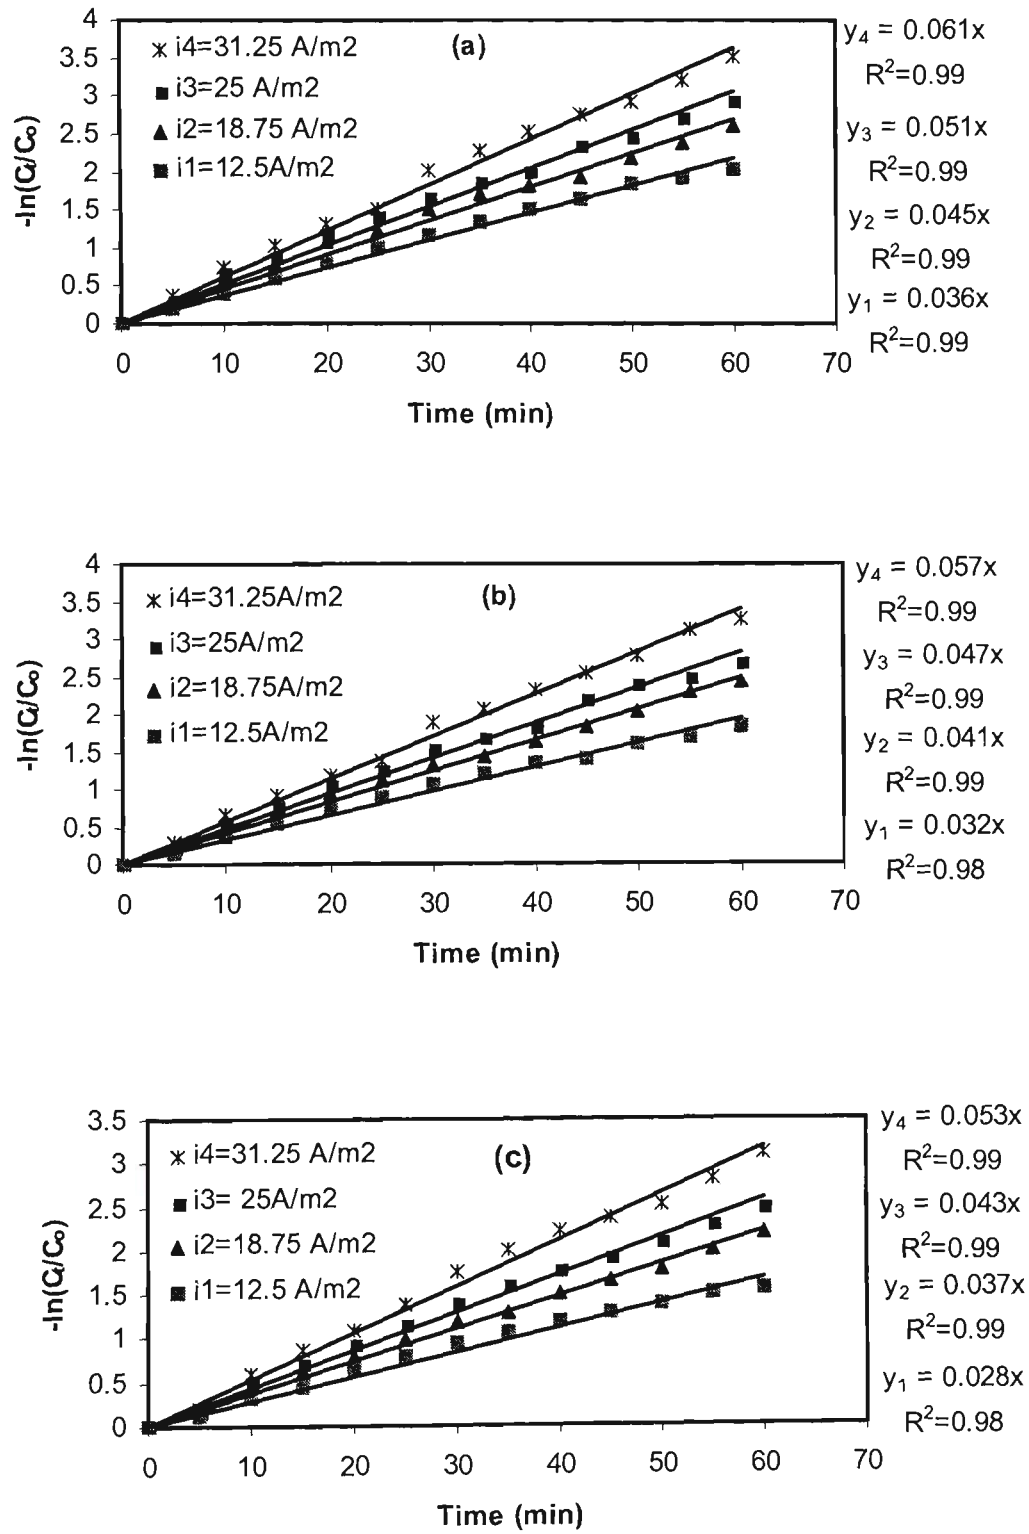 4
3.5
3
2.5
2
1.5
1
0.5
0
-ln(Cₜ/C₀)
i4=31.25 A/m2
i3=25 A/m2
i2=18.75 A/m2
i1=12.5A/m2
(a)
y₄ = 0.061x
R²=0.99
y₃ = 0.051x
R²=0.99
y₂ = 0.045x
R²=0.99
y₁ = 0.036x
R²=0.99
0 10 20 30 40 50 60 70
Time (min)
4
3.5
3
2.5
2
1.5
1
0.5
0
-ln(Cₜ/C₀)
i4=31.25A/m2
i3=25A/m2
i2=18.75A/m2
i1=12.5A/m2
(b)
y₄ = 0.057x
R²=0.99
y₃ = 0.047x
R²=0.99
y₂ = 0.041x
R²=0.99
y₁ = 0.032x
R²=0.98
0 10 20 30 40 50 60 70
Time (min)
3.5
3
2.5
2
1.5
1
0.5
0
-ln(Cₜ/C₀)
i4=31.25 A/m2
i3= 25A/m2
i2=18.75 A/m2
i1=12.5 A/m2
(c)
y₄ = 0.053x
R²=0.99
y₃ = 0.043x
R²=0.99
y₂ = 0.037x
R²=0.99
y₁ = 0.028x
R²=0.98
0 10 20 30 40 50 60 70
Time (min)